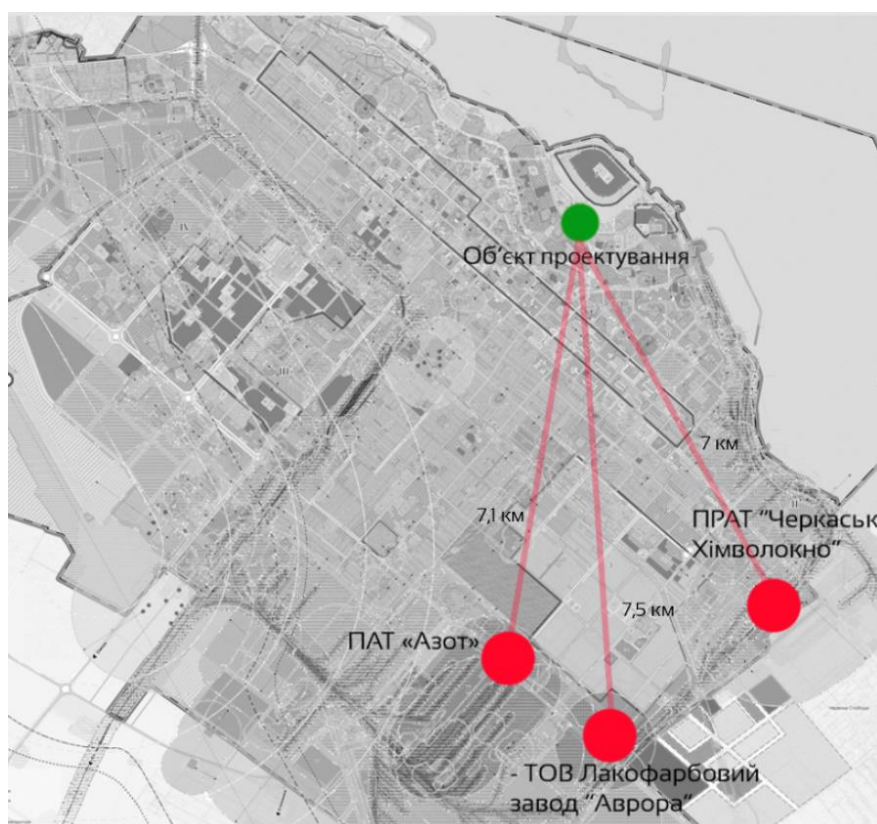 Об’єкт проектування
7 км
7,1 км
ПРАТ “Черкаськ
Хімволокно”
7,5 км
ПАТ «Азот»
- ТОВ Лакофарбовий
завод “Аврора”